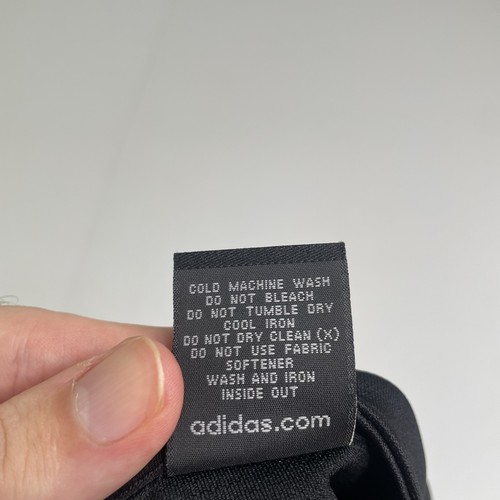 COLD MACHINE WASH
DO NOT BLEACH
DO NOT TUMBLE DRY
COOL IRON
DO NOT DRY CLEAN (X)
DO NOT USE FABRIC
SOFTENER
WASH AND IRON
INSIDE OUT
adidas.com